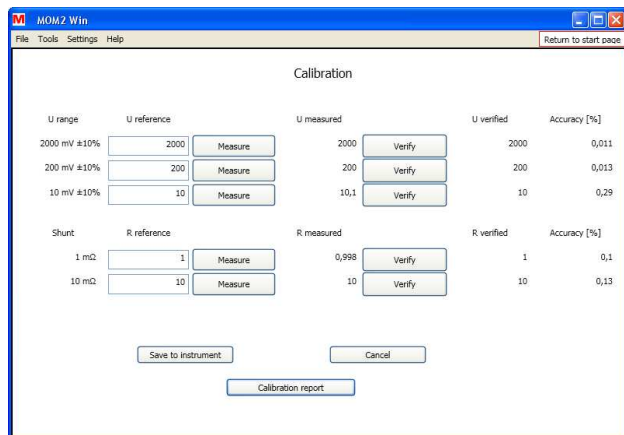 M MOM2 Win
File Tools Settings Help Return to start page
Calibration
U range U reference U measured U verified Accuracy [%]
2000 mV ±10% 2000 Measure 2000 Verify 2000 0,011
200 mV ±10% 200 Measure 200 Verify 200 0,013
10 mV ±10% 10 Measure 10,1 Verify 10 0,29
Shunt R reference R measured R verified Accuracy [%]
1 mΩ 1 Measure 0,998 Verify 1 0,1
10 mΩ 10 Measure 10 Verify 10 0,13
Save to instrument Cancel
Calibration report